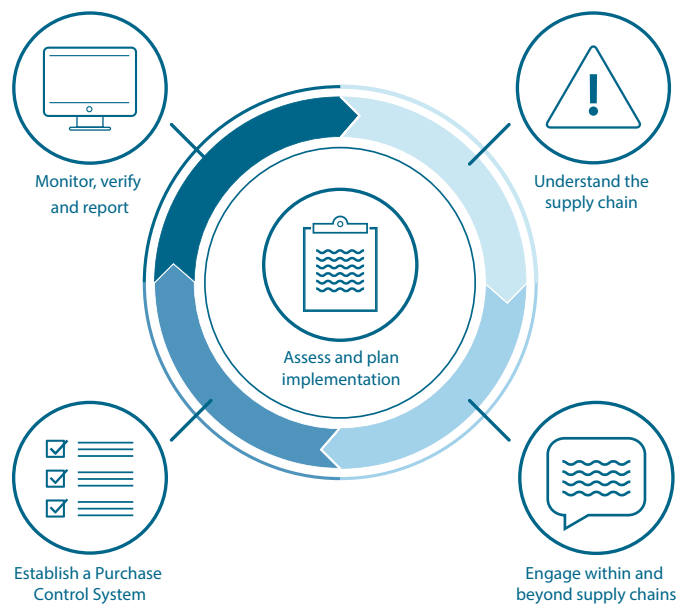 Monitor, verify
and report
Understand the
supply chain
Assess and plan
implementation
Establish a Purchase
Control System
Engage within and
beyond supply chains